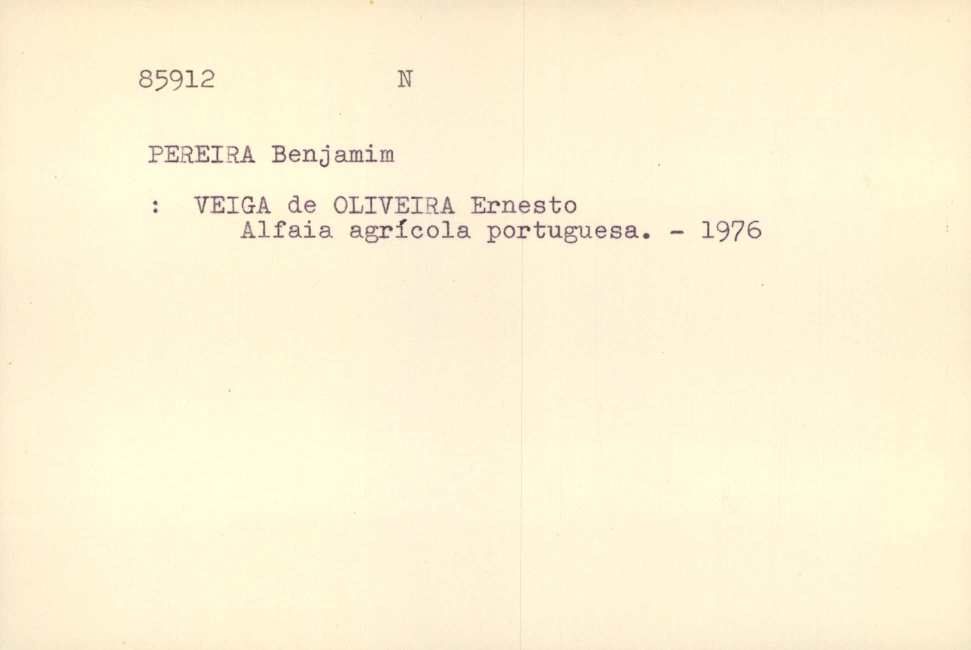 85912 N
PEREIRA Benjamim
: VEIGA de OLIVEIRA Ernesto
Alfaia agrícola portuguesa. - 1976